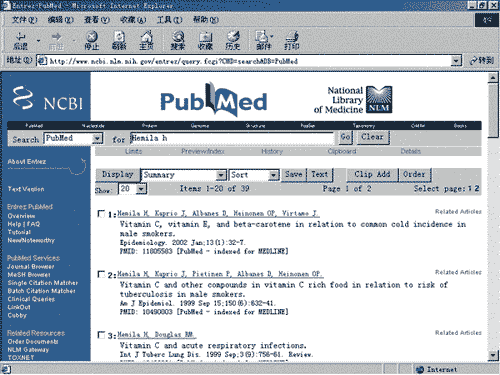 Entrez-PubMed - Microsoft Internet Explorer
文件(F) 编辑(E) 查看(V) 收藏(A) 工具(T) 帮助(H)
后退 前进 停止 刷新 主页 搜索 收藏 历史 邮件 打印
地址(D) http://www.ncbi.nlm.nih.gov/entrez/query.fcgi?CMD=search&DB=PubMed 转到
NCBI PubMed National Library of Medicine NLM
PubMed Nucleotide Protein Genome Structure PopSet Taxonomy OMIM Books
Search PubMed for Hemila h Go Clear
Limits Preview/Index History Clipboard Details
About Entrez
Text Version
Entrez PubMed
Overview
Help | FAQ
Tutorial
New/Noteworthy
PubMed Services
Journal Browser
MeSH Browser
Single Citation Matcher
Batch Citation Matcher
Clinical Queries
LinkOut
Cubby
Related Resources
Order Documents
NLM Gateway
TOXNET
Display Summary Sort Save Text Clip Add Order
Show: 20 Items 1-20 of 39 Page 1 of 2 Select page: 1 2
1: Hemila H, Kaprio J, Albanes D, Heinonen OP, Virtamo J. Related Articles
Vitamin C, vitamin E, and beta-carotene in relation to common cold incidence in
male smokers.
Epidemiology. 2002 Jan;13(1):32-7.
PMID: 11805583 [PubMed - indexed for MEDLINE]
2: Hemila H, Kaprio J, Pietinen P, Albanes D, Heinonen OP. Related Articles
Vitamin C and other compounds in vitamin C rich food in relation to risk of
tuberculosis in male smokers.
Am J Epidemiol. 1999 Sep 15;150(6):632-41.
PMID: 10490003 [PubMed - indexed for MEDLINE]
3: Hemila H, Douglas RM. Related Articles
Vitamin C and acute respiratory infections.
Int J Tuberc Lung Dis. 1999 Sep;3(9):756-61. Review.
Internet